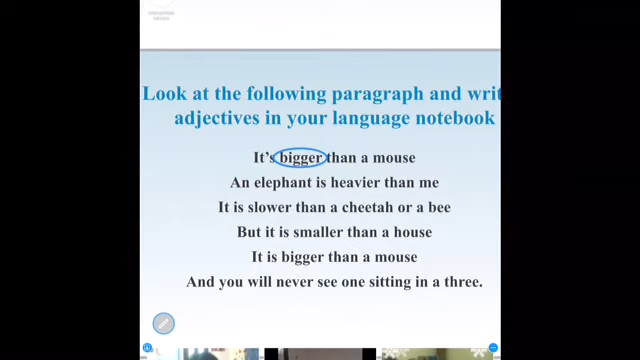 Look at the following paragraph and writ
adjectives in your language notebook
It's bigger than a mouse
An elephant is heavier than me
It is slower than a cheetah or a bee
But it is smaller than a house
It is bigger than a mouse
And you will never see one sitting in a three.